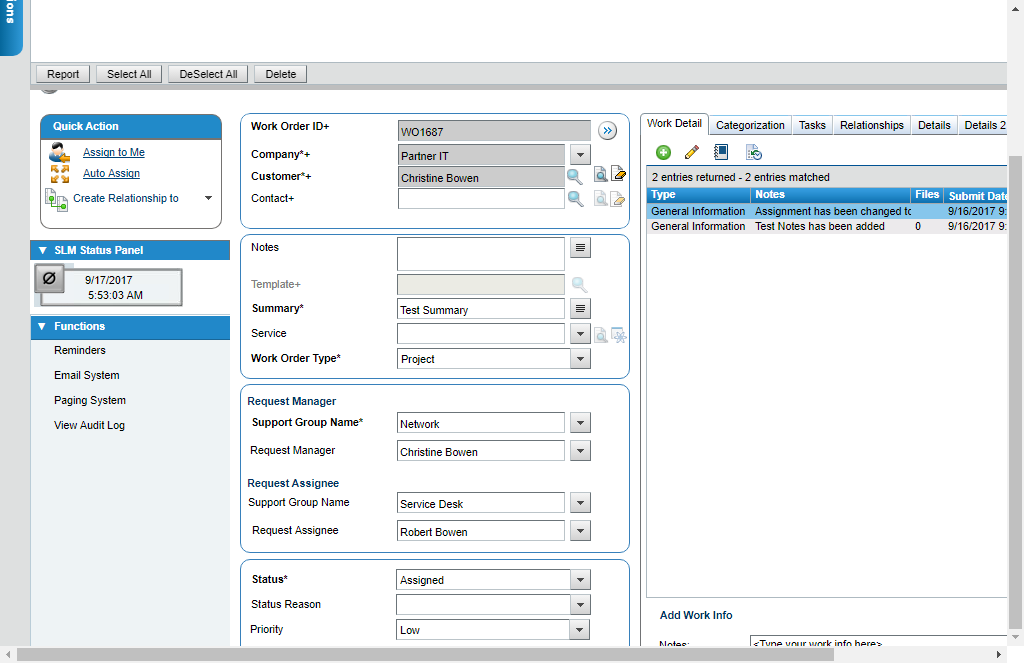 ions
Report Select All DeSelect All Delete
Quick Action
Assign to Me
Auto Assign
Create Relationship to
SLM Status Panel
9/17/2017
5:53:03 AM
Functions
Reminders
Email System
Paging System
View Audit Log
Work Order ID+ WO1687
Company*+ Partner IT
Customer*+ Christine Bowen
Contact+
Notes
Template+
Summary* Test Summary
Service
Work Order Type* Project
Request Manager
Support Group Name* Network
Request Manager Christine Bowen
Request Assignee
Support Group Name Service Desk
Request Assignee Robert Bowen
Status* Assigned
Status Reason
Priority Low
Work Detail Categorization Tasks Relationships Details Details 2
2 entries returned - 2 entries matched
Type Notes Files Submit Date
General Information Assignment has been changed to 9/16/2017 9:
General Information Test Notes has been added 0 9/16/2017 9:
Add Work Info
Notes: <Type your work info here>